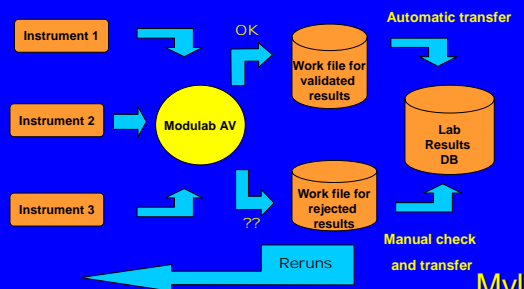 Instrument 1
OK
Automatic transfer
Work file for
validated
results
Instrument 2
Modulab AV
Lab
Results
DB
Instrument 3
??
Work file for
rejected
results
Manual check
and transfer
Reruns